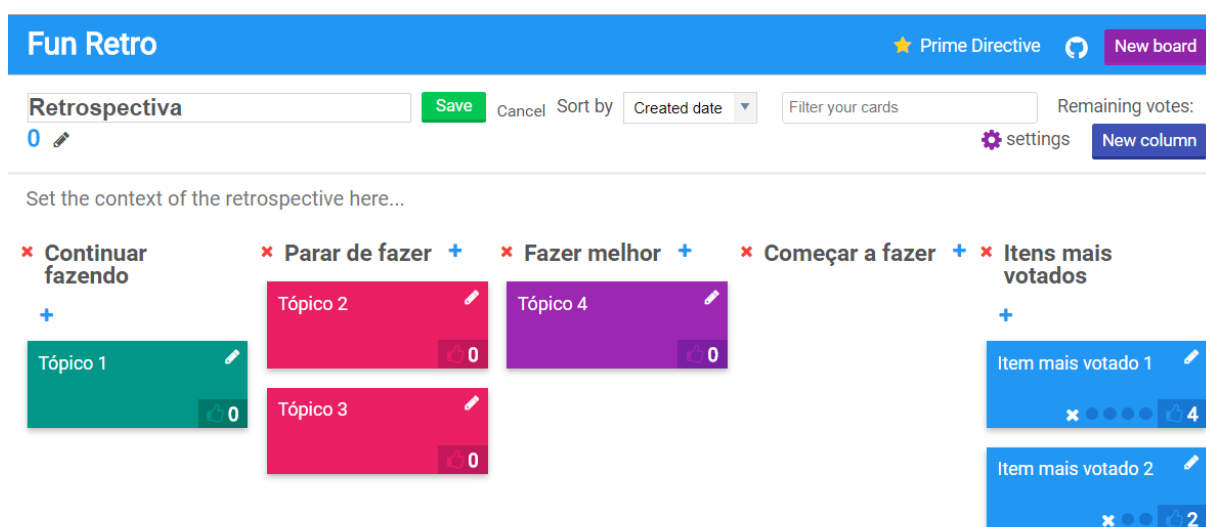 Fun Retro
Prime Directive
New board
Retrospectiva
Save
Cancel
Sort by
Created date
Filter your cards
Remaining votes:
0
settings
New column
Set the context of the retrospective here...
Continuar
fazendo
Tópico 1
0
Parar de fazer
Tópico 2
0
Tópico 3
0
Fazer melhor
Tópico 4
0
Começar a fazer
Itens mais
votados
Item mais votado 1
4
Item mais votado 2
2